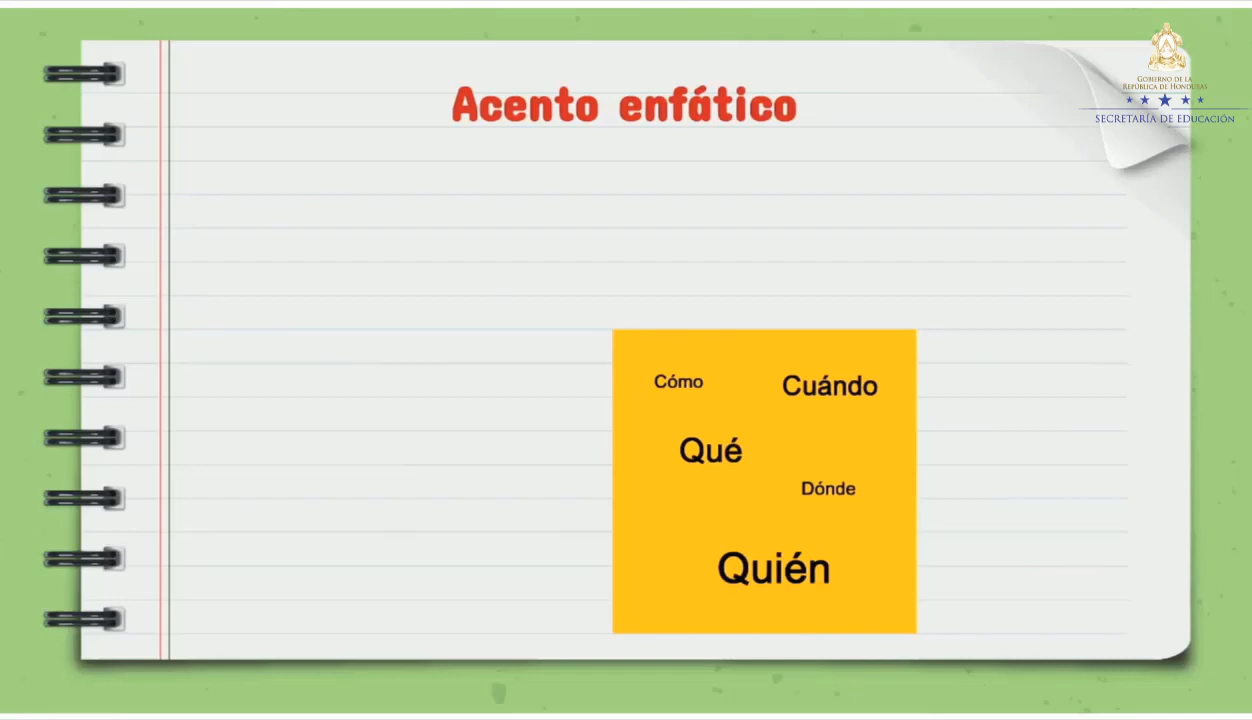 Acento enfático
GOBIERNO DE LA
REPÚBLICA DE HONDURAS
SECRETARÍA DE EDUCACIÓN
Cómo
Cuándo
Qué
Dónde
Quién